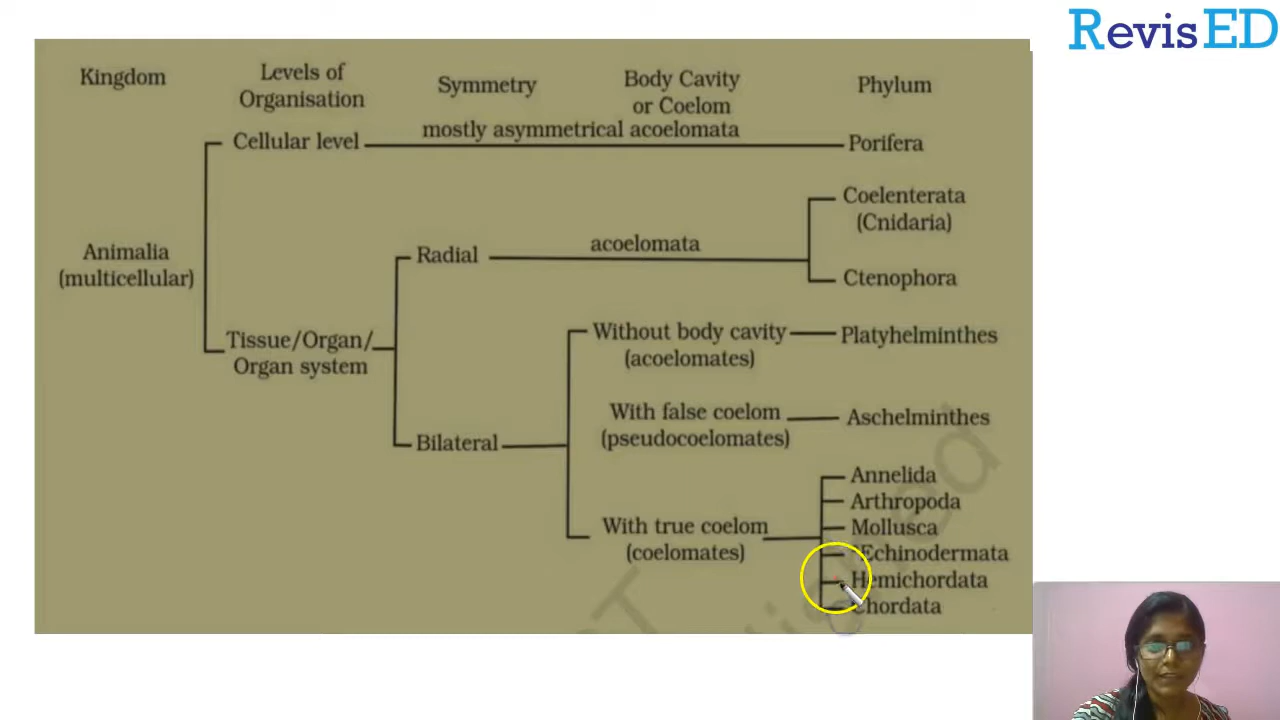 RevisED
Kingdom
Levels of
Organisation
Symmetry
Body Cavity
or Coelom
Phylum
Cellular level
mostly asymmetrical acoelomata
Porifera
Animalia
(multicellular)
Radial
acoelomata
Coelenterata
(Cnidaria)
Ctenophora
Tissue/Organ/
Organ system
Without body cavity
(acoelomates)
Platyhelminthes
With false coelom
(pseudocoelomates)
Aschelminthes
Bilateral
With true coelom
(coelomates)
Annelida
Arthropoda
Mollusca
Echinodermata
Hemichordata
Chordata